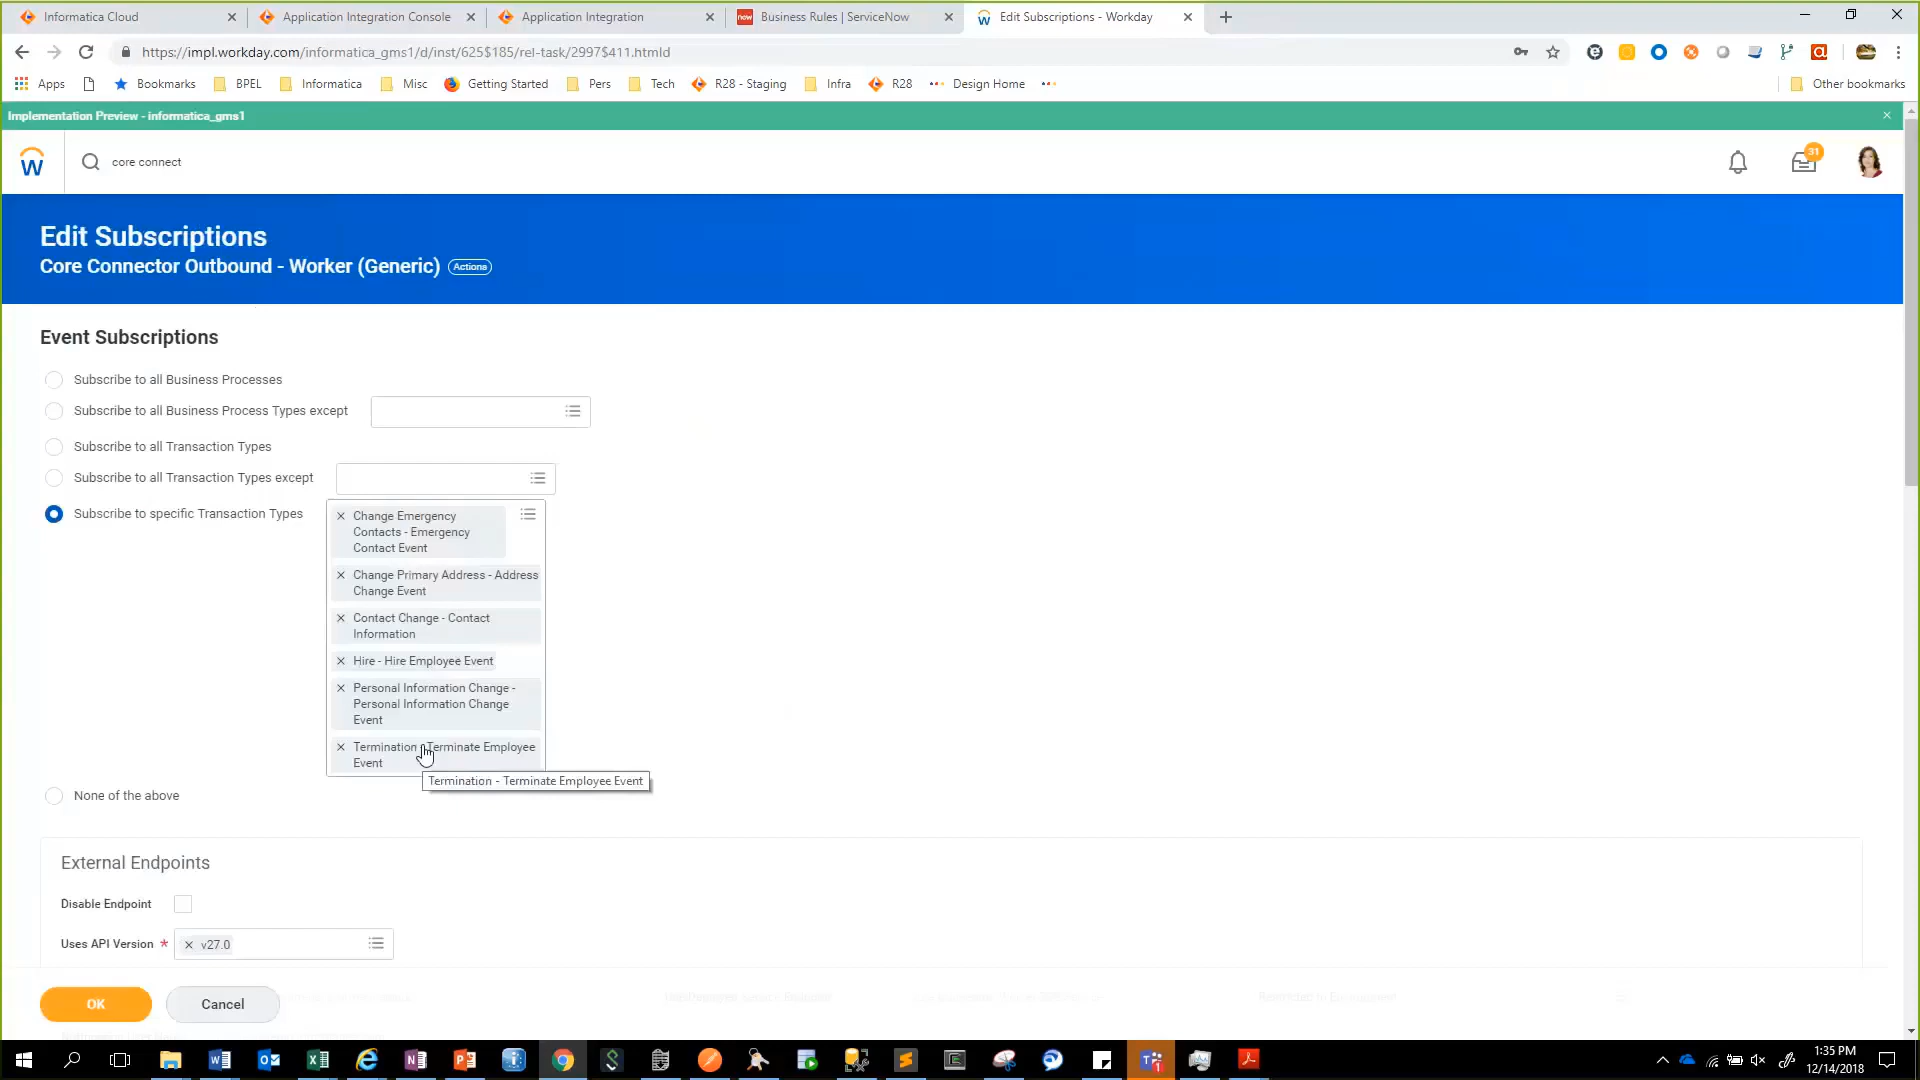 Informatica Cloud
Application Integration Console
Application Integration
now
Business Rules | ServiceNow
Edit Subscriptions - Workday
https://impl.workday.com/informatica_gms1/d/inst/625$185/rel-task/2997$411.htmld
Apps
Bookmarks
BPEL
Informatica
Misc
Getting Started
Pers
Tech
R28 - Staging
Infra
R28
Design Home
Other bookmarks
Implementation Preview - informatica_gms1
core connect
31
Edit Subscriptions
Core Connector Outbound - Worker (Generic) Actions
Event Subscriptions
Subscribe to all Business Processes
Subscribe to all Business Process Types except
Subscribe to all Transaction Types
Subscribe to all Transaction Types except
Subscribe to specific Transaction Types
Change Emergency
Contacts - Emergency
Contact Event
Change Primary Address - Address
Change Event
Contact Change - Contact
Information
Hire - Hire Employee Event
Personal Information Change -
Personal Information Change
Event
Termination - Terminate Employee
Event
Termination - Terminate Employee Event
None of the above
External Endpoints
Disable Endpoint
Uses API Version * v27.0
OK
Cancel
1:35 PM
12/14/2018